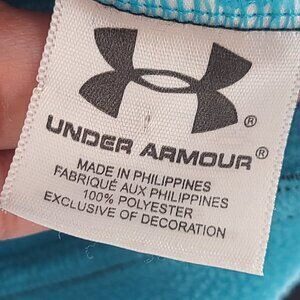 ®
UNDER ARMOUR®
MADE IN PHILIPPINES
FABRIQUÉ AUX PHILIPPINES
100% POLYESTER
EXCLUSIVE OF DECORATION